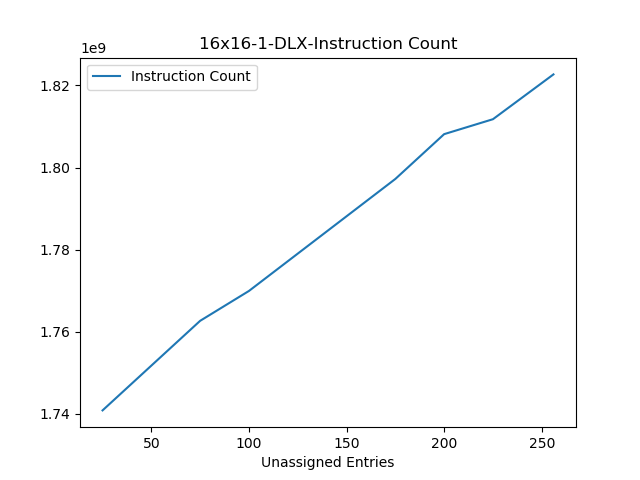 16x16-1-DLX-Instruction Count
1e9
Instruction Count
1.82
1.80
1.78
1.76
1.74
50 100 150 200 250
Unassigned Entries